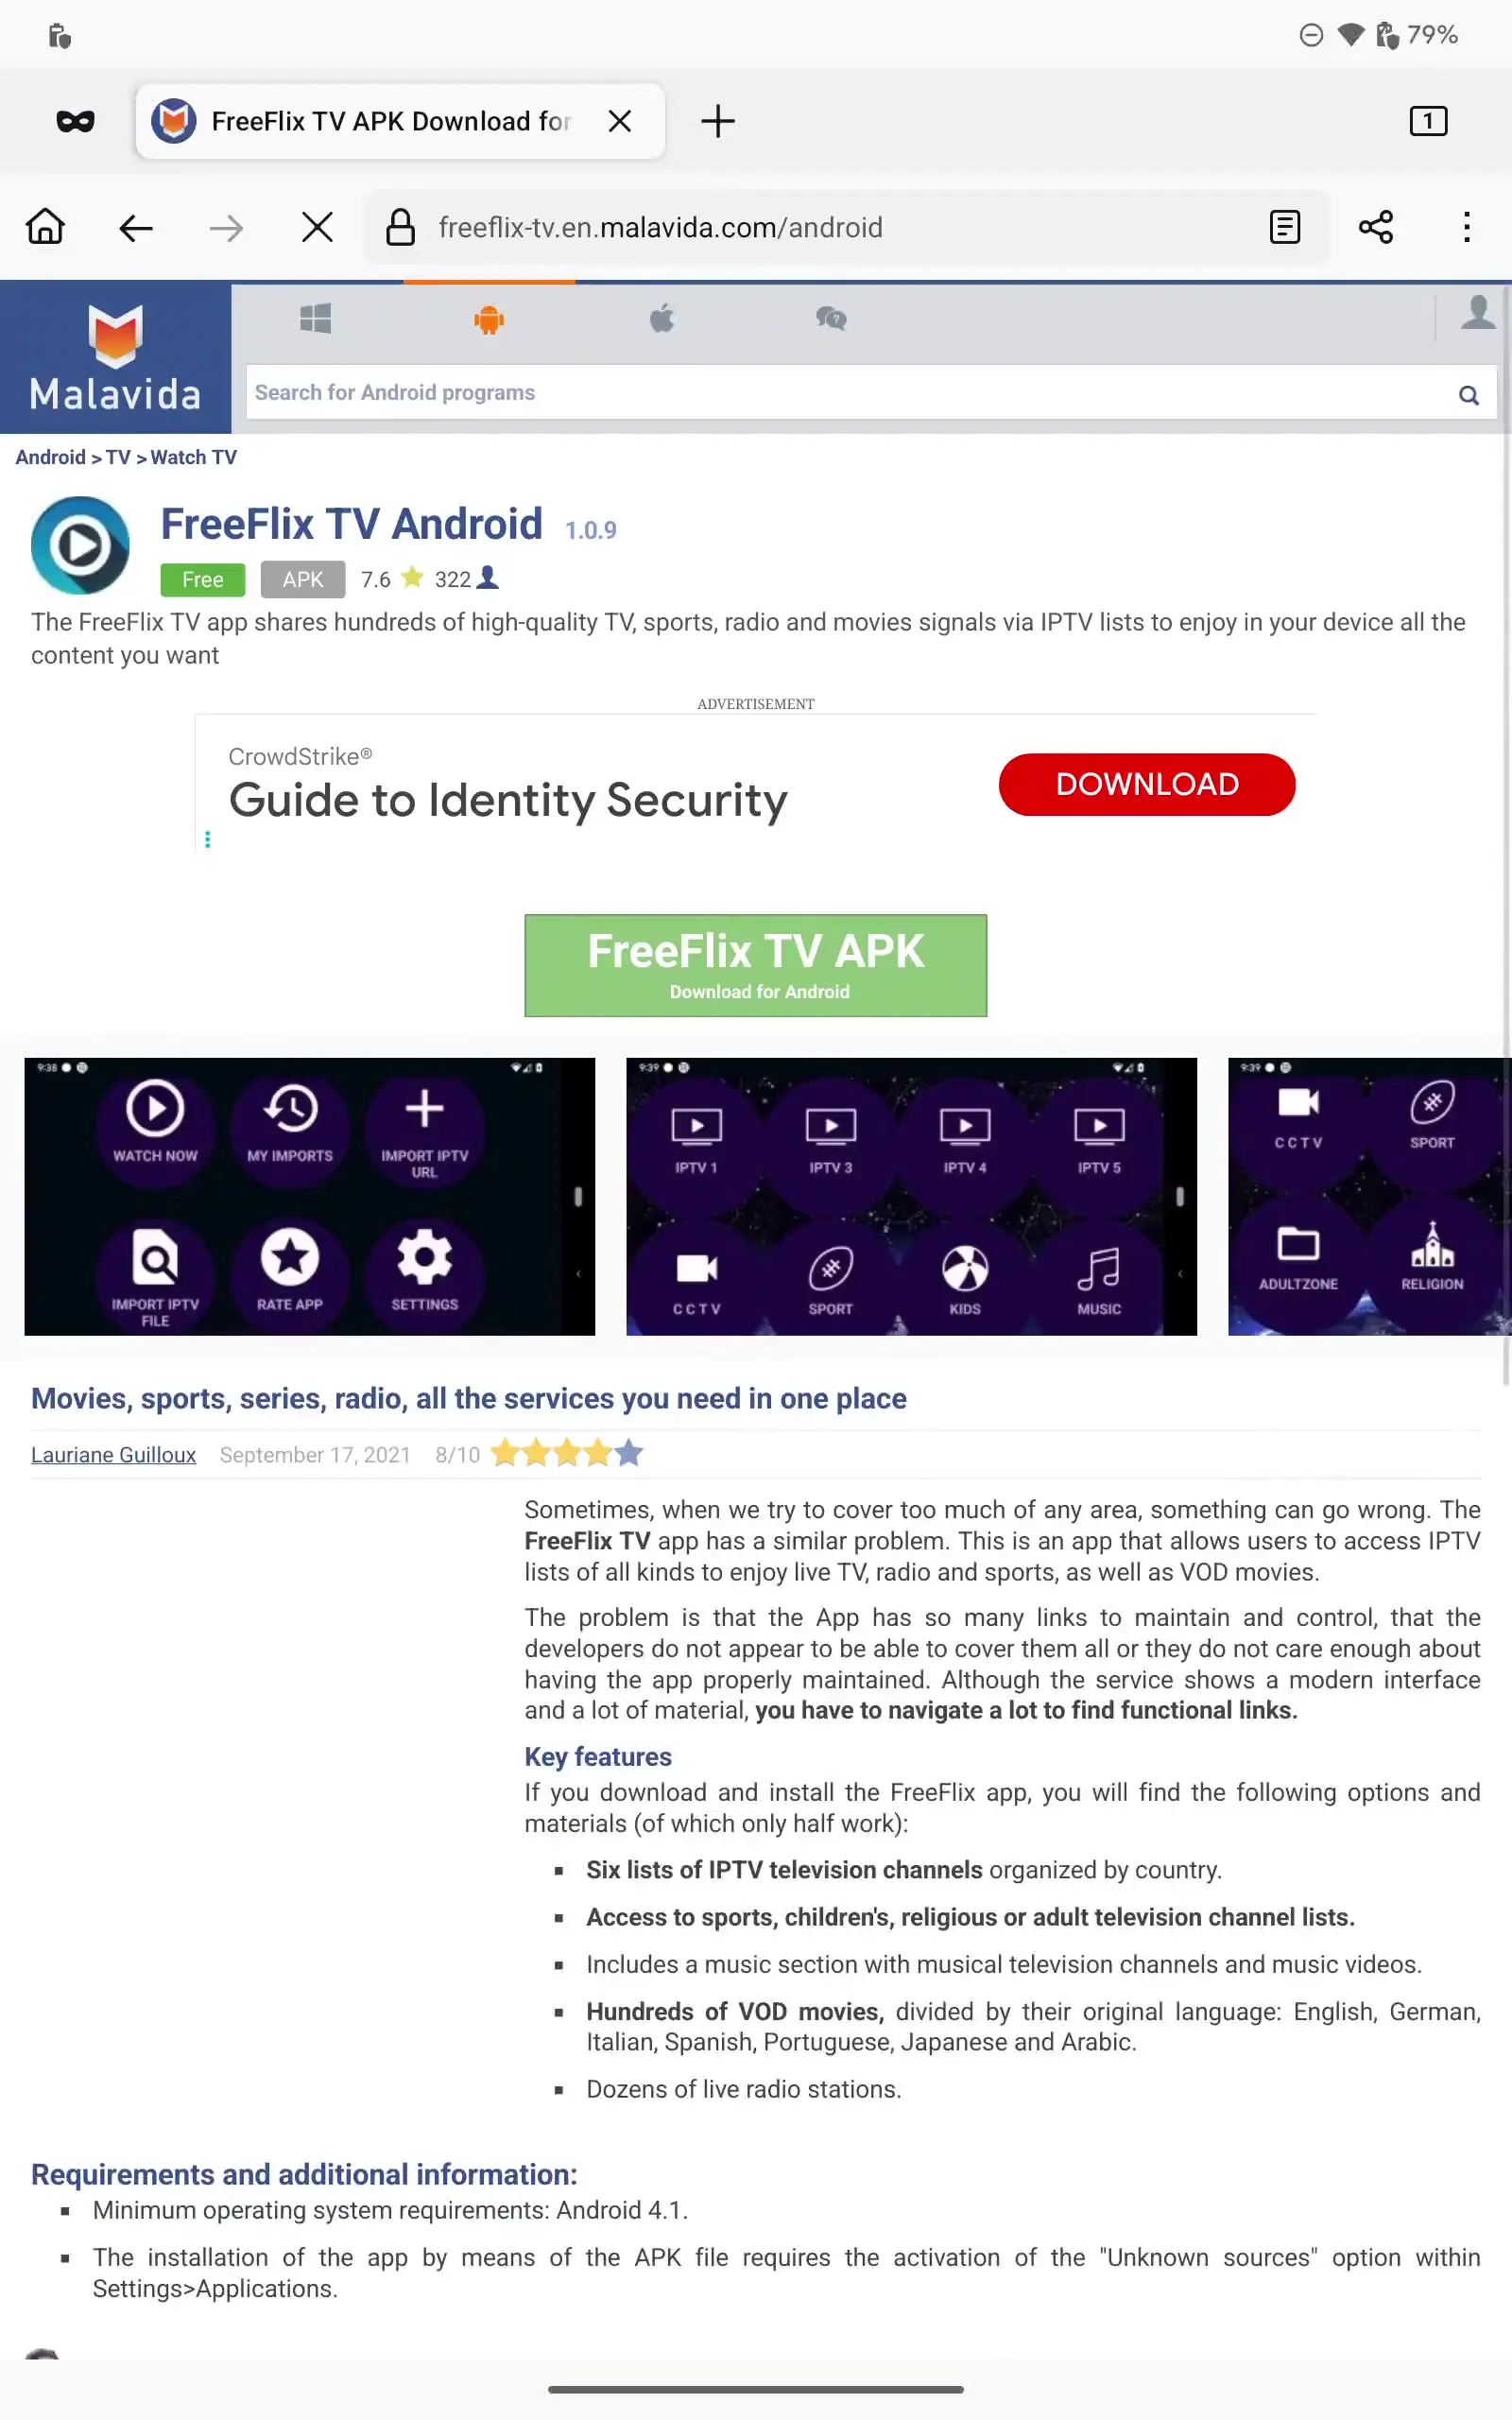 79%
FreeFlix TV APK Download for
1
freeflix-tv.en.malavida.com/android
Malavida
Search for Android programs
Android > TV > Watch TV
FreeFlix TV Android 1.0.9
Free APK 7.6 322
The FreeFlix TV app shares hundreds of high-quality TV, sports, radio and movies signals via IPTV lists to enjoy in your device all the
content you want
ADVERTISEMENT
CrowdStrike®
Guide to Identity Security
DOWNLOAD
FreeFlix TV APK
Download for Android
9:38
WATCH NOW MY IMPORTS IMPORT IPTV
URL
IMPORT IPTV RATE APP SETTINGS
FILE
9:39
IPTV 1 IPTV 3 IPTV 4 IPTV 5
CCTV SPORT KIDS MUSIC
9:39
CCTV SPORT
ADULTZONE RELIGION
Movies, sports, series, radio, all the services you need in one place
Lauriane Guilloux September 17, 2021 8/10
Sometimes, when we try to cover too much of any area, something can go wrong. The
FreeFlix TV app has a similar problem. This is an app that allows users to access IPTV
lists of all kinds to enjoy live TV, radio and sports, as well as VOD movies.
The problem is that the App has so many links to maintain and control, that the
developers do not appear to be able to cover them all or they do not care enough about
having the app properly maintained. Although the service shows a modern interface
and a lot of material, you have to navigate a lot to find functional links.
Key features
If you download and install the FreeFlix app, you will find the following options and
materials (of which only half work):
▪ Six lists of IPTV television channels organized by country.
▪ Access to sports, children's, religious or adult television channel lists.
▪ Includes a music section with musical television channels and music videos.
▪ Hundreds of VOD movies, divided by their original language: English, German,
Italian, Spanish, Portuguese, Japanese and Arabic.
▪ Dozens of live radio stations.
Requirements and additional information:
▪ Minimum operating system requirements: Android 4.1.
▪ The installation of the app by means of the APK file requires the activation of the "Unknown sources" option within
Settings>Applications.